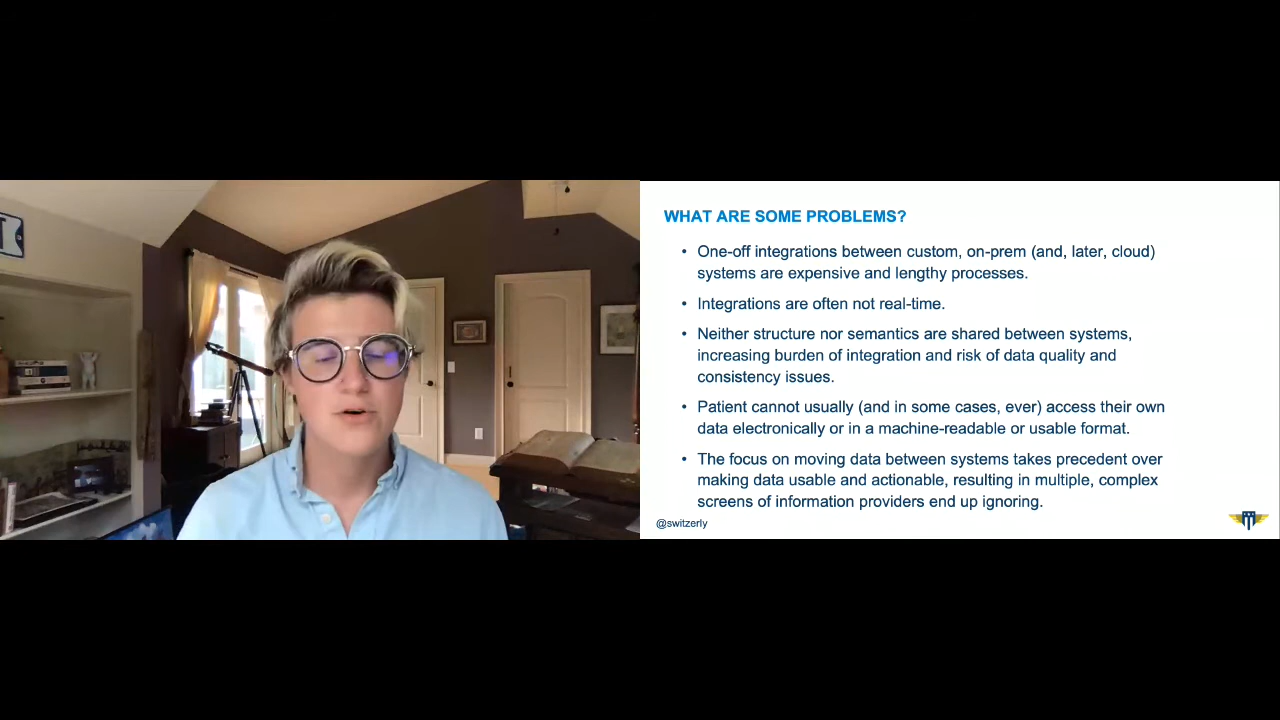 WHAT ARE SOME PROBLEMS?
• One-off integrations between custom, on-prem (and, later, cloud)
systems are expensive and lengthy processes.
• Integrations are often not real-time.
• Neither structure nor semantics are shared between systems,
increasing burden of integration and risk of data quality and
consistency issues.
• Patient cannot usually (and in some cases, ever) access their own
data electronically or in a machine-readable or usable format.
• The focus on moving data between systems takes precedent over
making data usable and actionable, resulting in multiple, complex
screens of information providers end up ignoring.
@switzerly